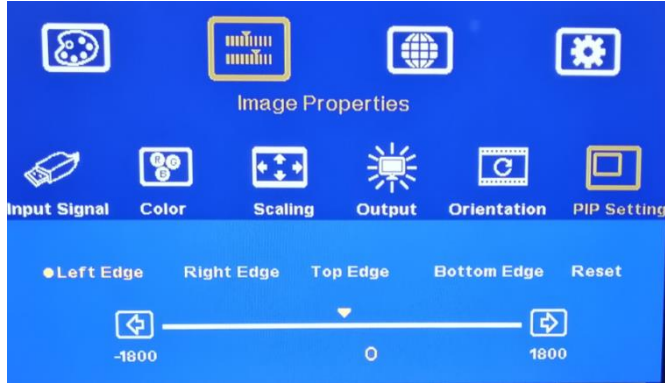 Image Properties
R G B
Input Signal Color Scaling Output Orientation PIP Setting
Left Edge Right Edge Top Edge Bottom Edge Reset
-1800 0 1800